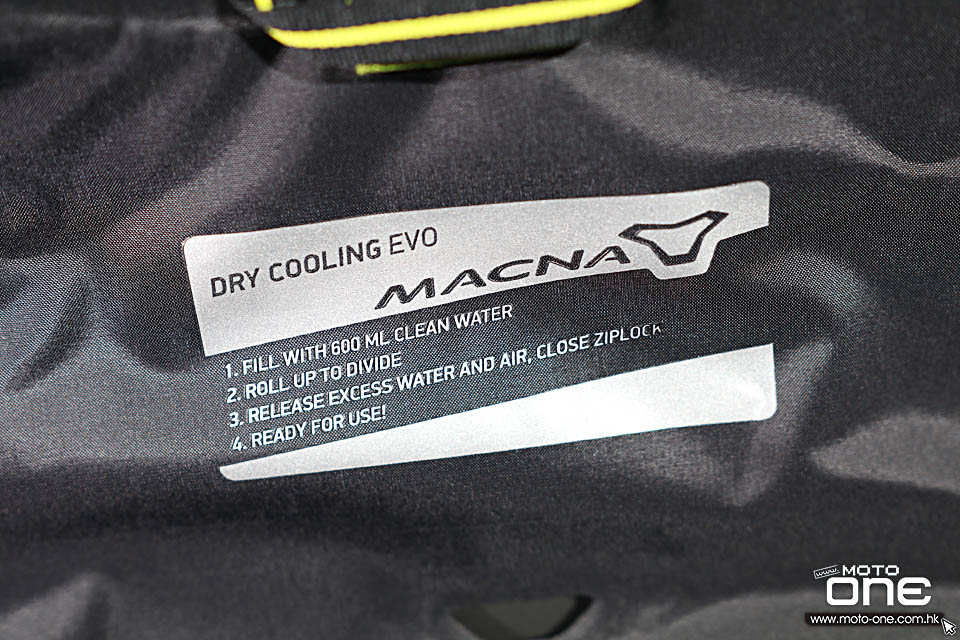 DRY COOLING EVO
MACNA
1. FILL WITH 600 ML CLEAN WATER
2. ROLL UP TO DIVIDE
3. RELEASE EXCESS WATER AND AIR, CLOSE ZIPLOCK
4. READY FOR USE!
www. MOTO
ONE
www.moto-one.com.hk